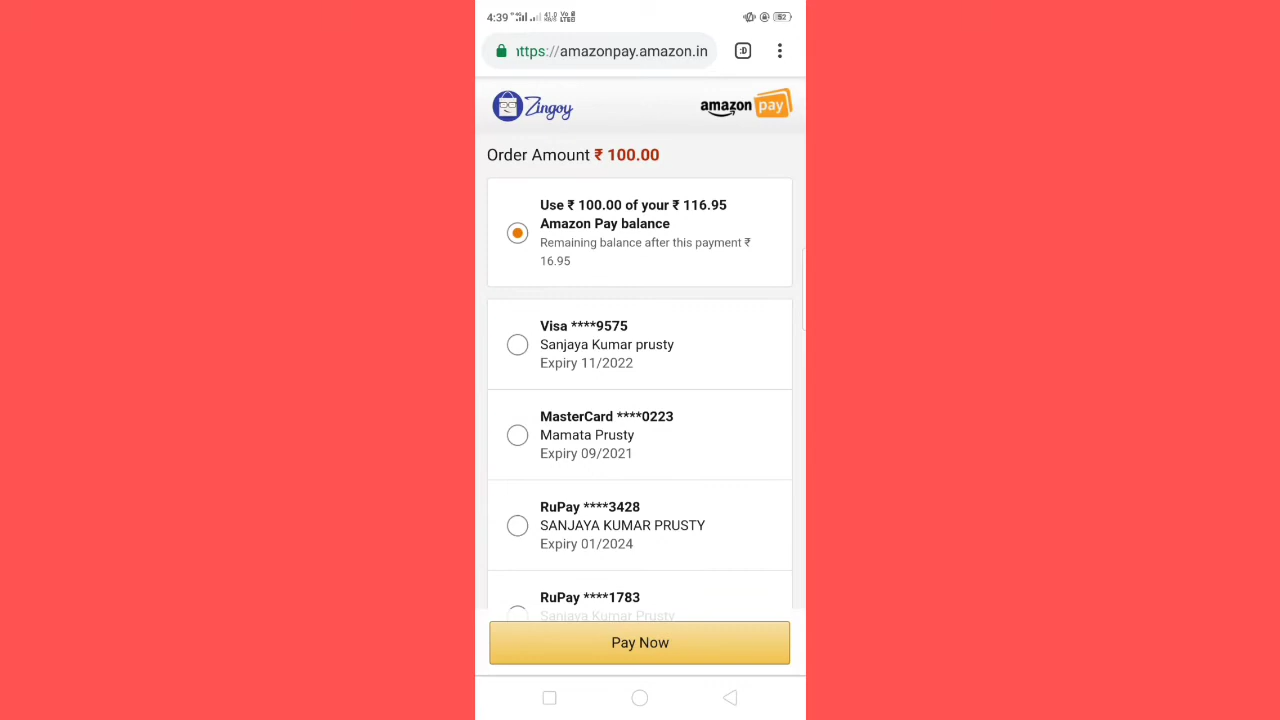 4:39
https://amazonpay.amazon.in
:D
Zingoy
amazon pay
Order Amount ₹ 100.00
Use ₹ 100.00 of your ₹ 116.95
Amazon Pay balance
Remaining balance after this payment ₹
16.95
Visa ****9575
Sanjaya Kumar prusty
Expiry 11/2022
MasterCard ****0223
Mamata Prusty
Expiry 09/2021
RuPay ****3428
SANJAYA KUMAR PRUSTY
Expiry 01/2024
RuPay ****1783
Sanjaya Kumar Prusty
Pay Now